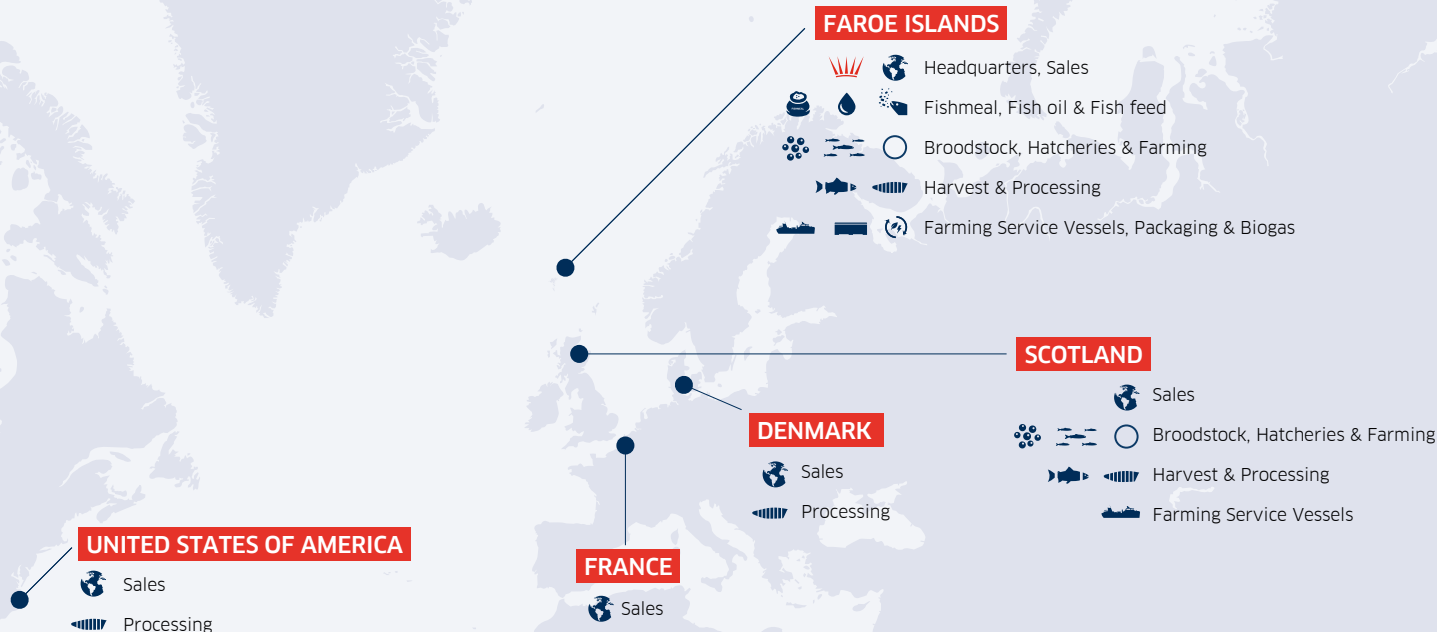 FAROE ISLANDS
Headquarters, Sales
Fishmeal, Fish oil & Fish feed
Broodstock, Hatcheries & Farming
Harvest & Processing
Farming Service Vessels, Packaging & Biogas
SCOTLAND
Sales
Broodstock, Hatcheries & Farming
Harvest & Processing
Farming Service Vessels
DENMARK
Sales
Processing
FRANCE
Sales
UNITED STATES OF AMERICA
Sales
Processing